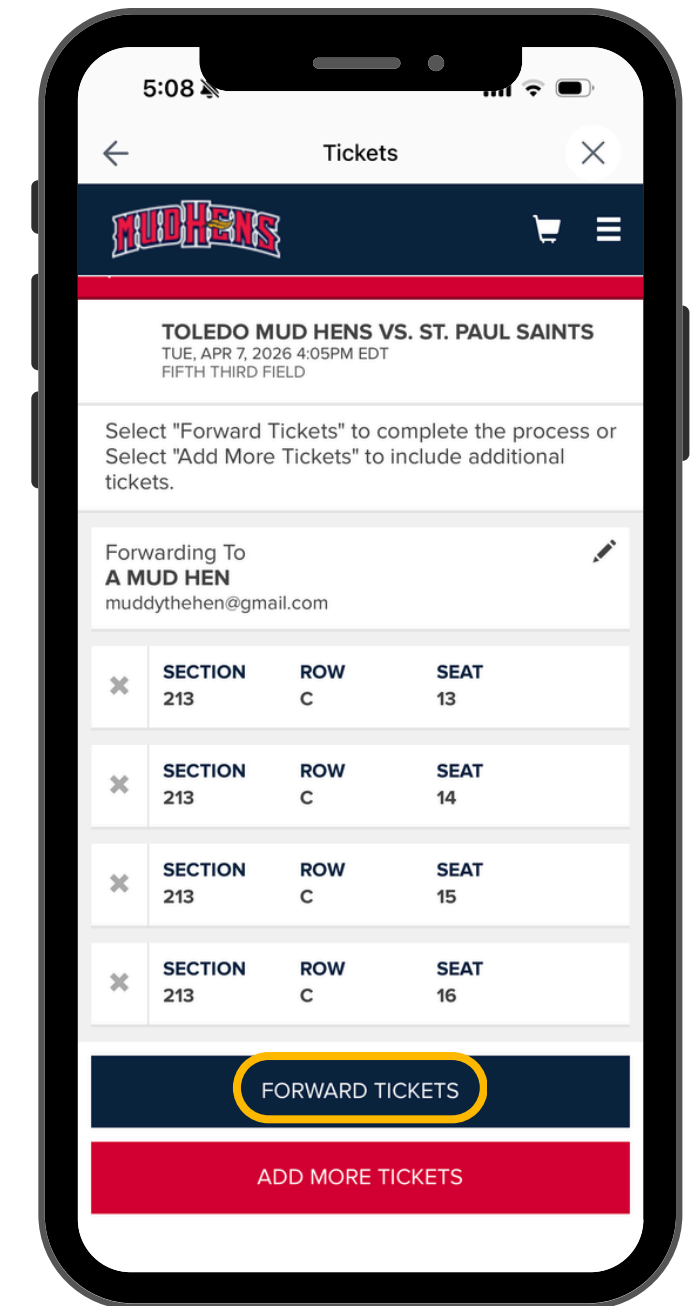 5:08
Tickets
MUDHENS
TOLEDO MUD HENS VS. ST. PAUL SAINTS
TUE, APR 7, 2026 4:05PM EDT
FIFTH THIRD FIELD
Select "Forward Tickets" to complete the process or
Select "Add More Tickets" to include additional
tickets.
Forwarding To
A MUD HEN
muddythehen@gmail.com
SECTION ROW SEAT
213 C 13
SECTION ROW SEAT
213 C 14
SECTION ROW SEAT
213 C 15
SECTION ROW SEAT
213 C 16
FORWARD TICKETS
ADD MORE TICKETS